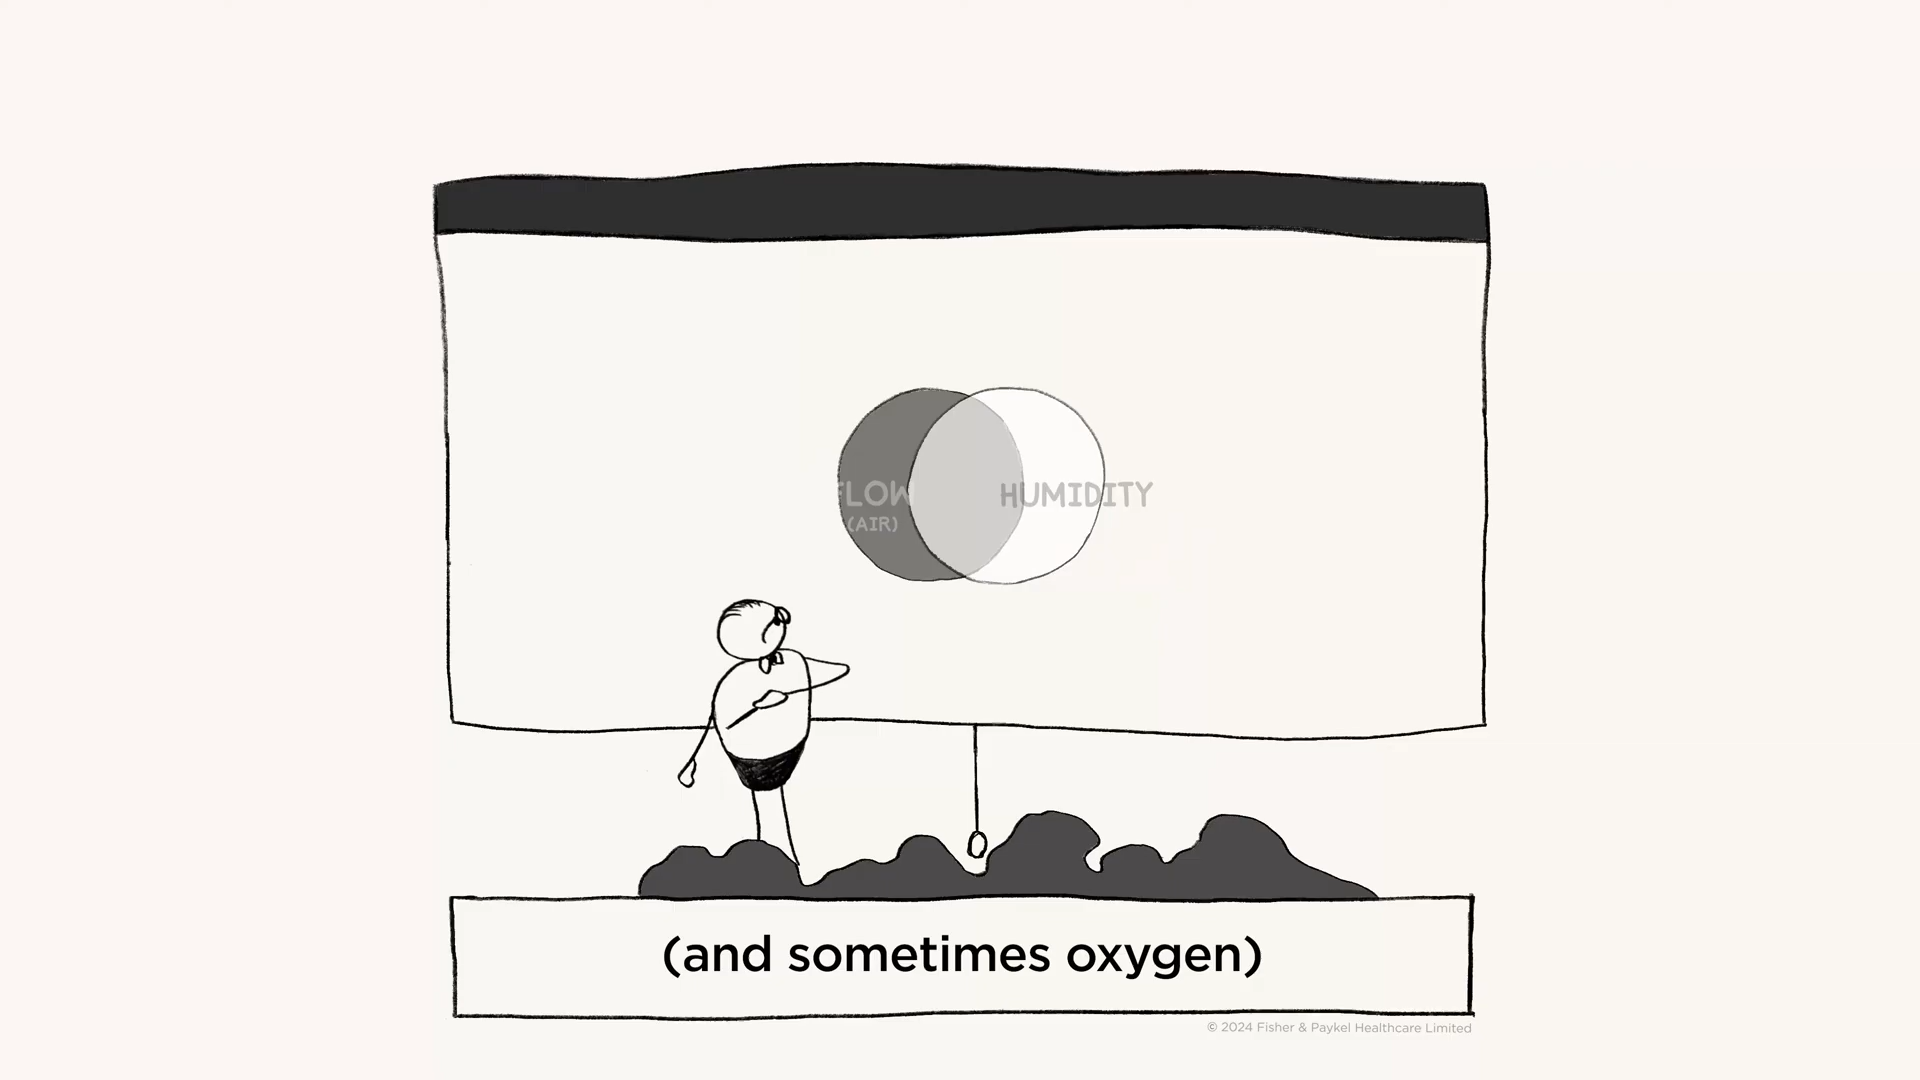 FLOW
(AIR)
HUMIDITY
(and sometimes oxygen)
© 2024 Fisher & Paykel Healthcare Limited